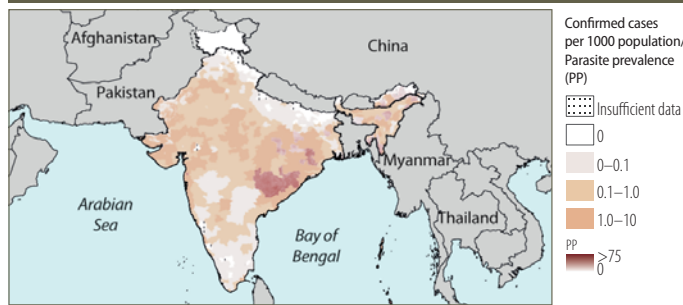 Afghanistan
China
Pakistan
Myanmar
Arabian
Sea
Thailand
Bay of
Bengal
Confirmed cases
per 1000 population/
Parasite prevalence
(PP)
Insufficient data
0
0–0.1
0.1–1.0
1.0–10
PP
>75
0